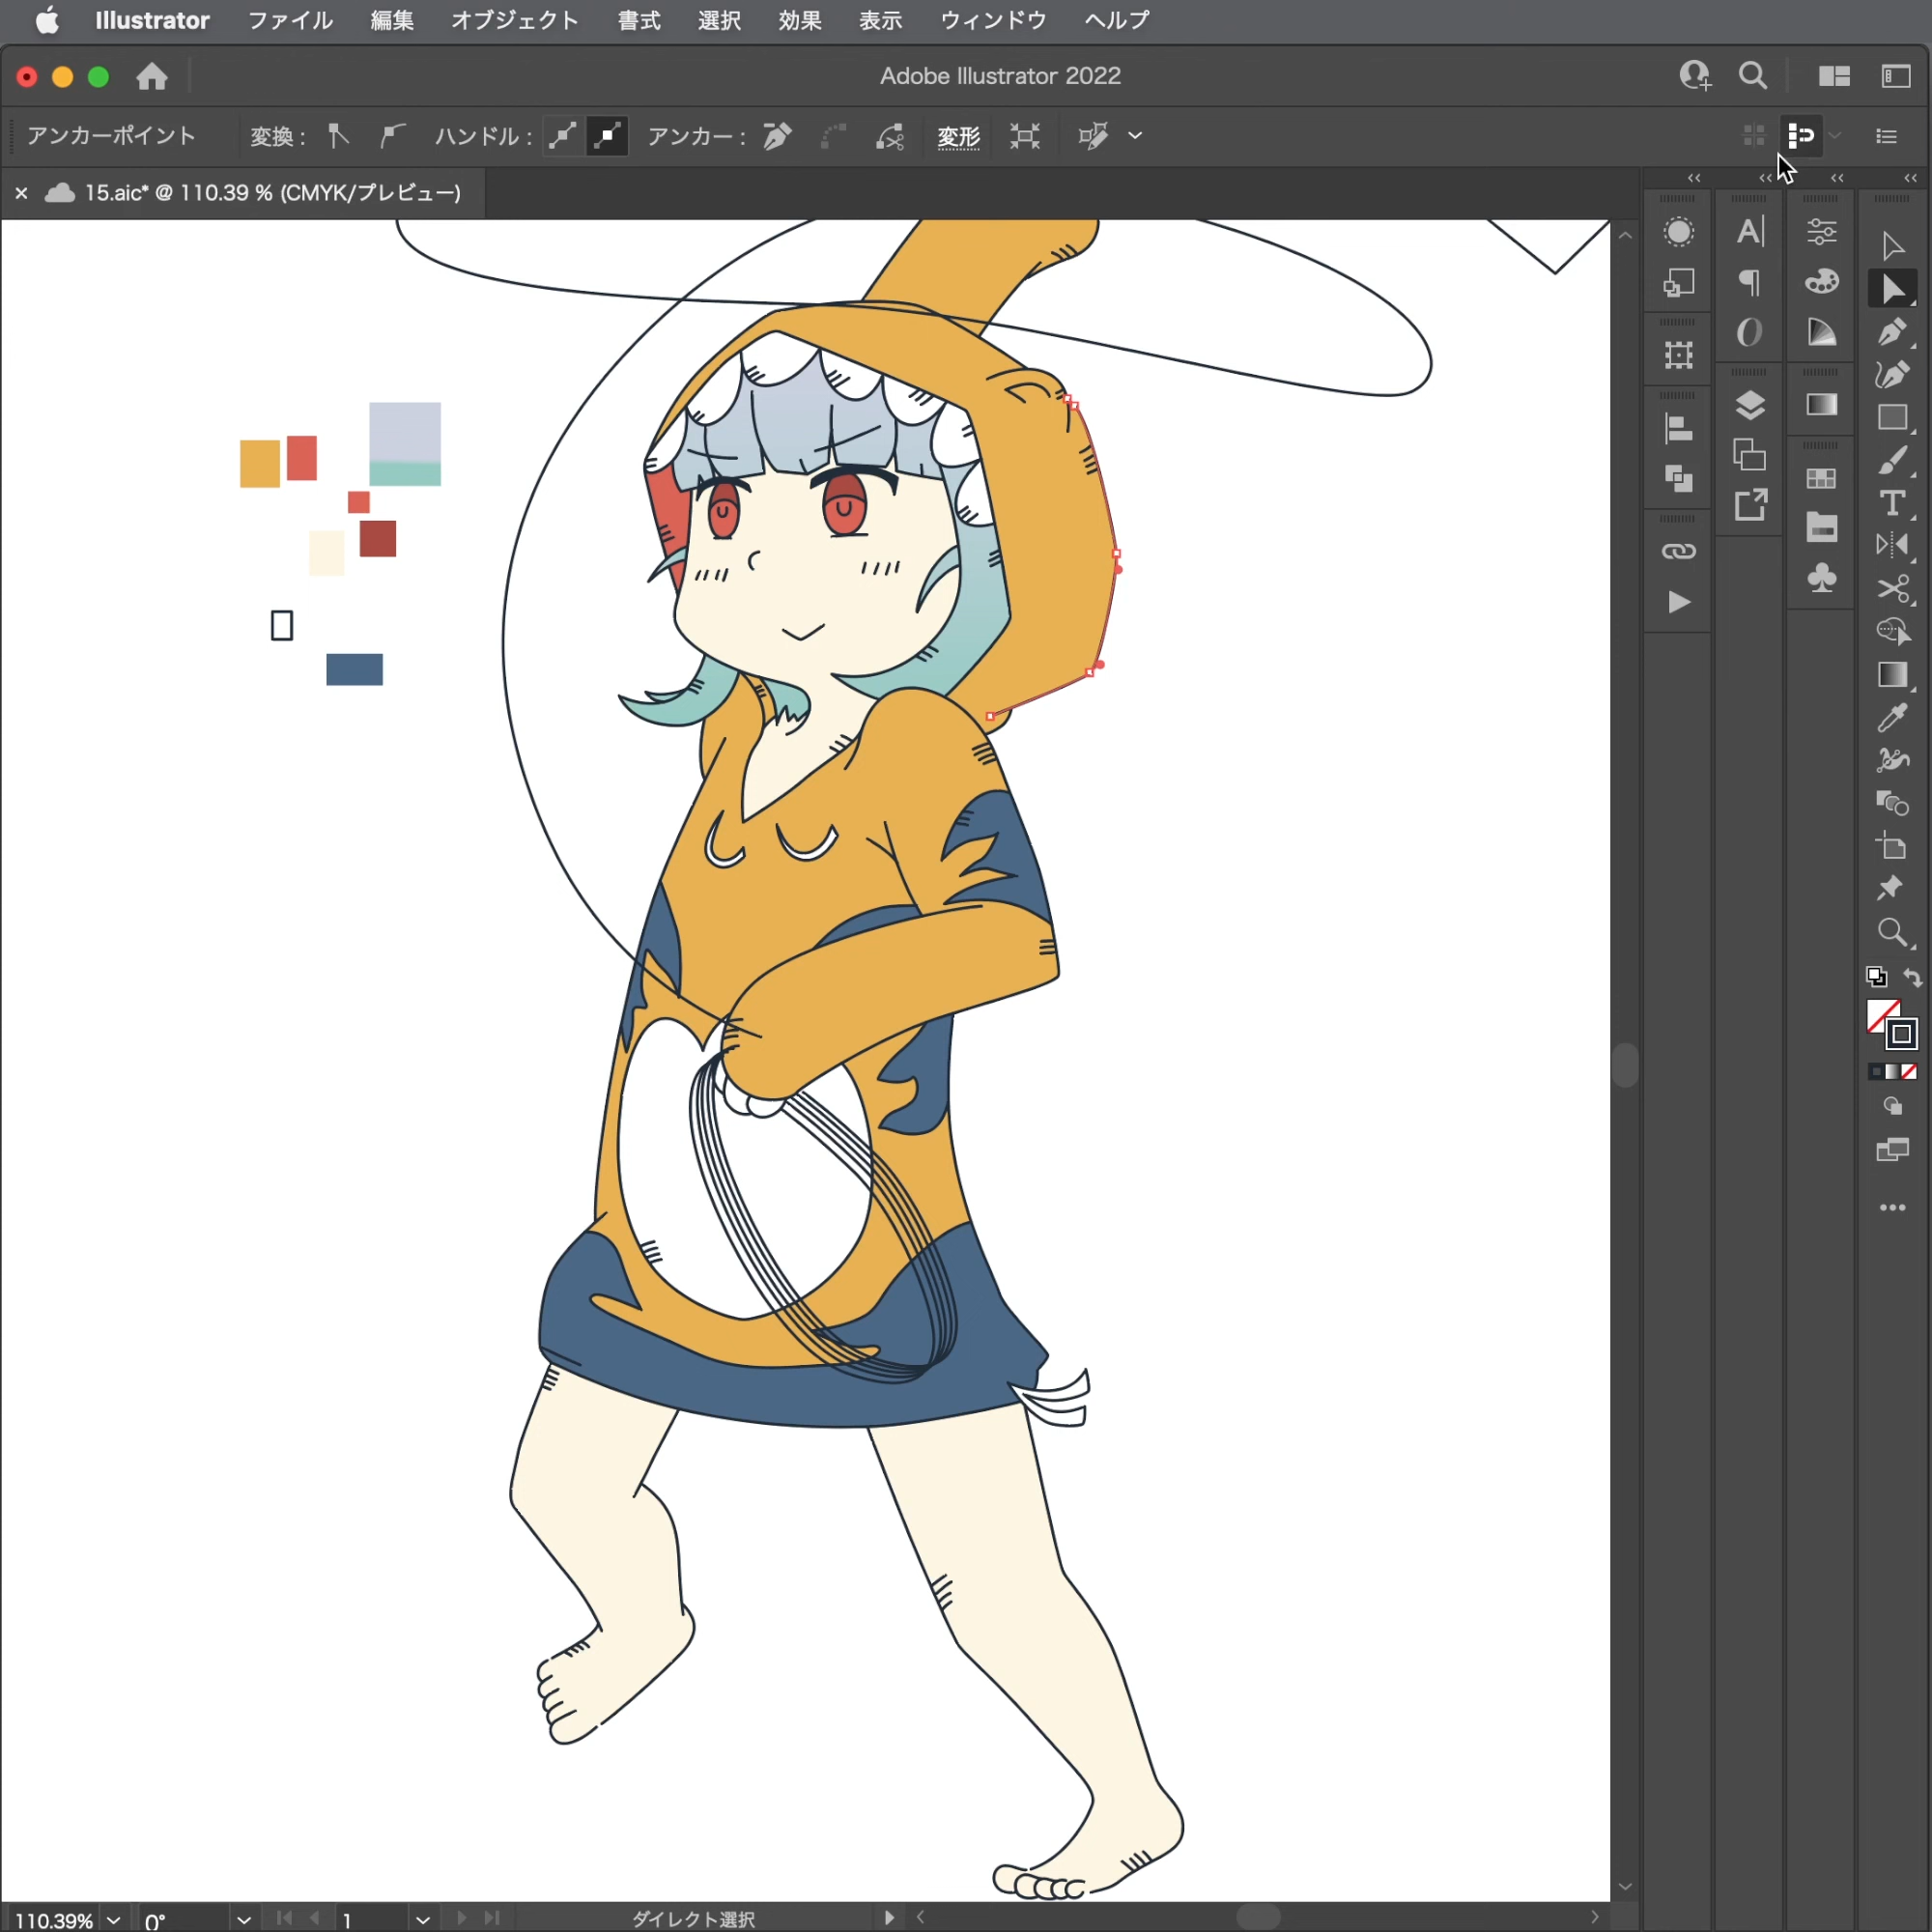 Illustrator ファイル 編集 オブジェクト 書式 選択 効果 表示 ウィンドウ ヘルプ
Adobe Illustrator 2022
アンカーポイント 変換： ハンドル： アンカー： 変形
× 15.aic* @ 110.39 % (CMYK/プレビュー)
110.39% 0° 1 ダイレクト選択